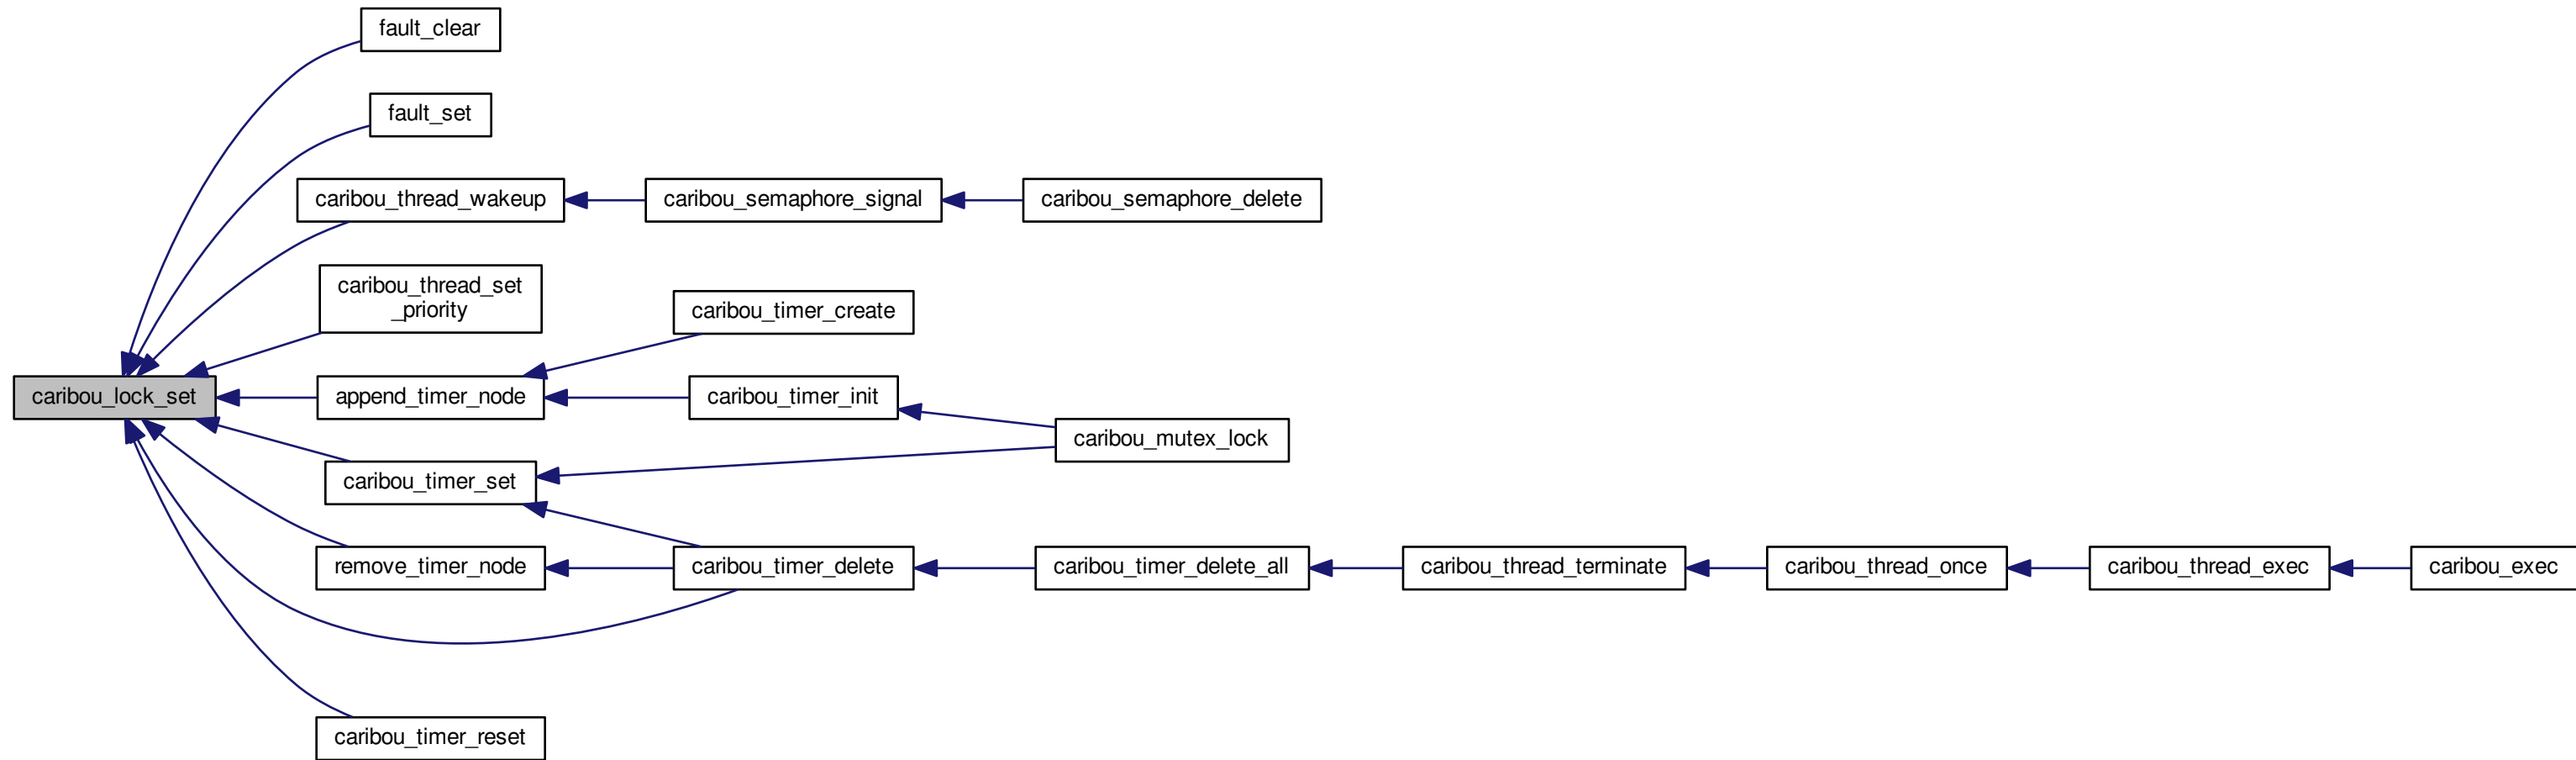 fault_clear
fault_set
caribou_thread_wakeup
caribou_semaphore_signal
caribou_semaphore_delete
caribou_thread_set
_priority
caribou_timer_create
caribou_lock_set
append_timer_node
caribou_timer_init
caribou_mutex_lock
caribou_timer_set
remove_timer_node
caribou_timer_delete
caribou_timer_delete_all
caribou_thread_terminate
caribou_thread_once
caribou_thread_exec
caribou_exec
caribou_timer_reset